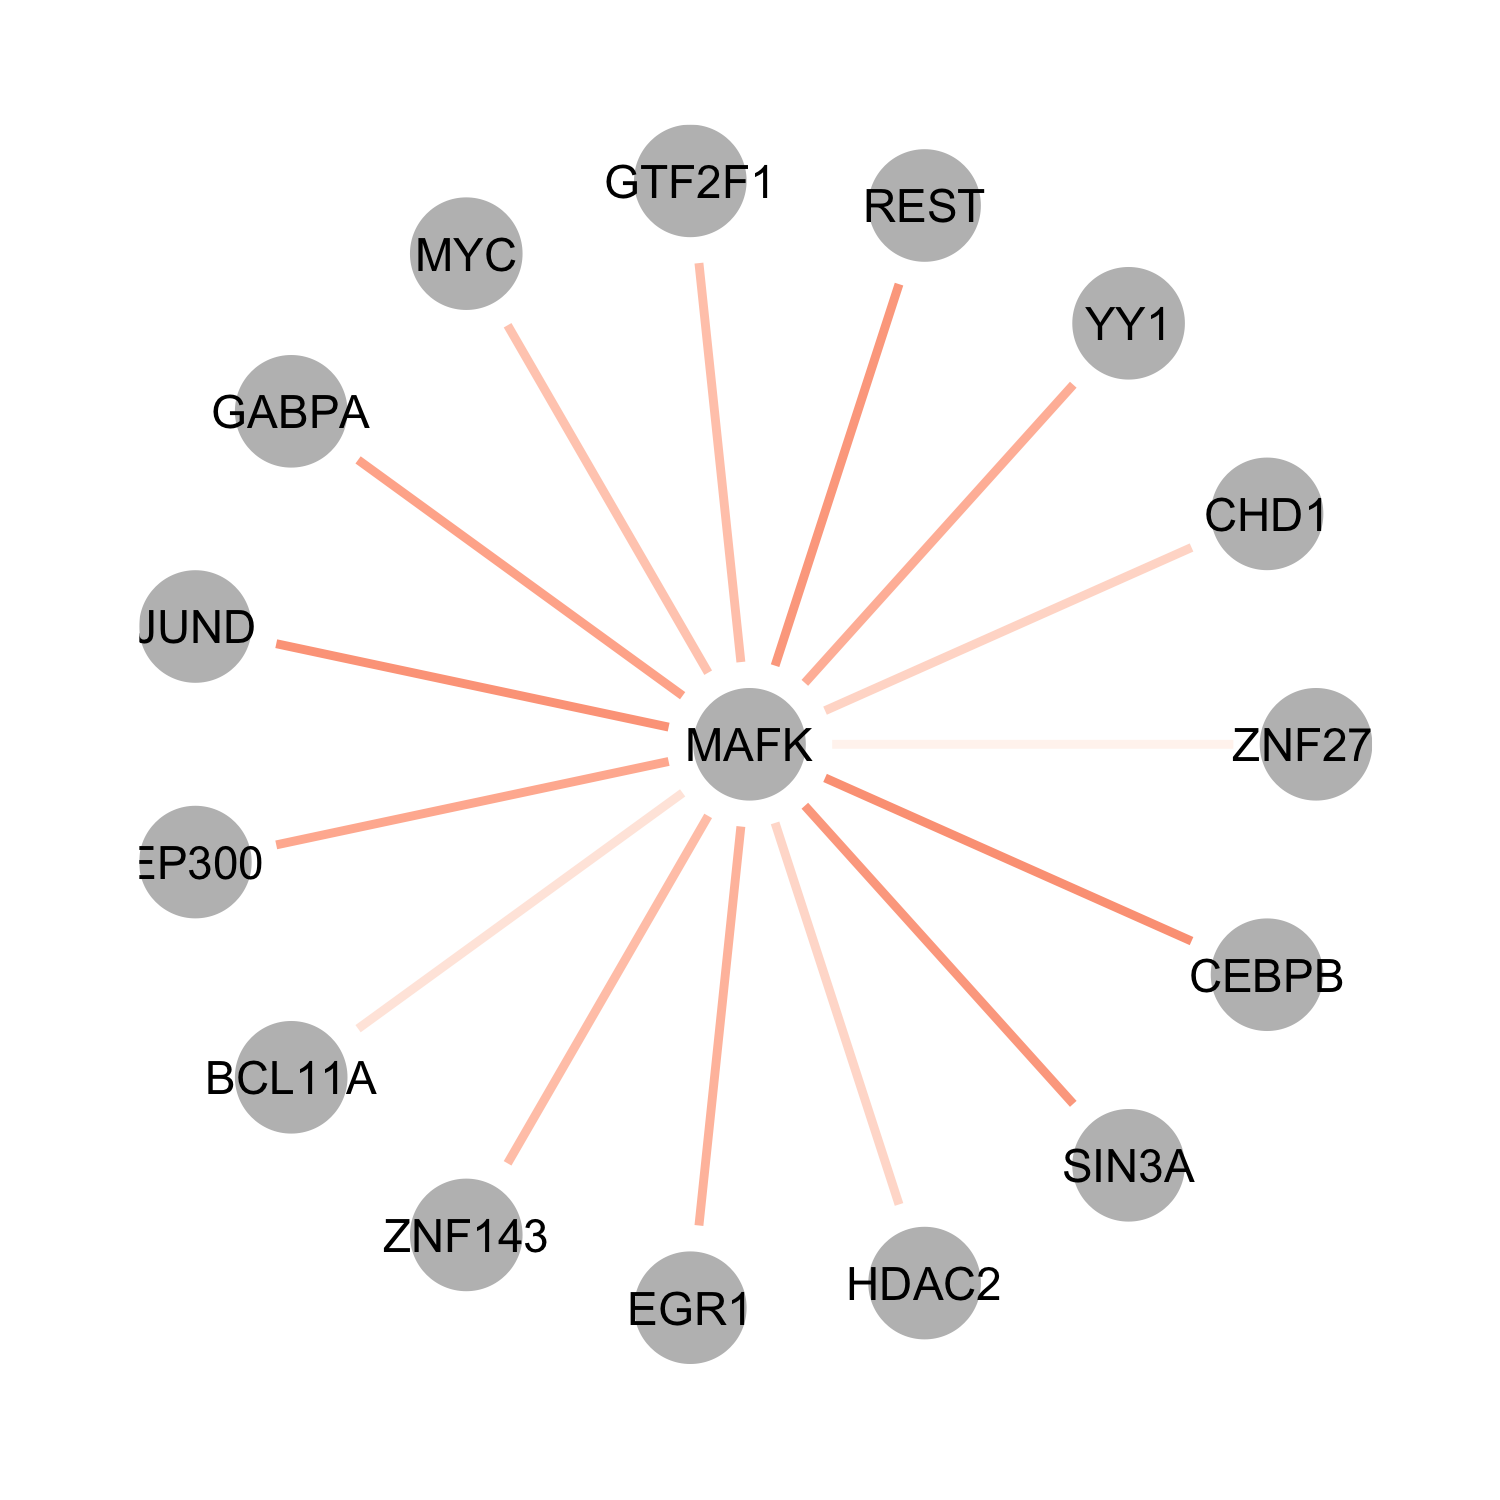 GTF2F1
REST
MYC
YY1
GABPA
CHD1
JUND
MAFK
ZNF27
EP300
CEBPB
BCL11A
SIN3A
ZNF143
HDAC2
EGR1